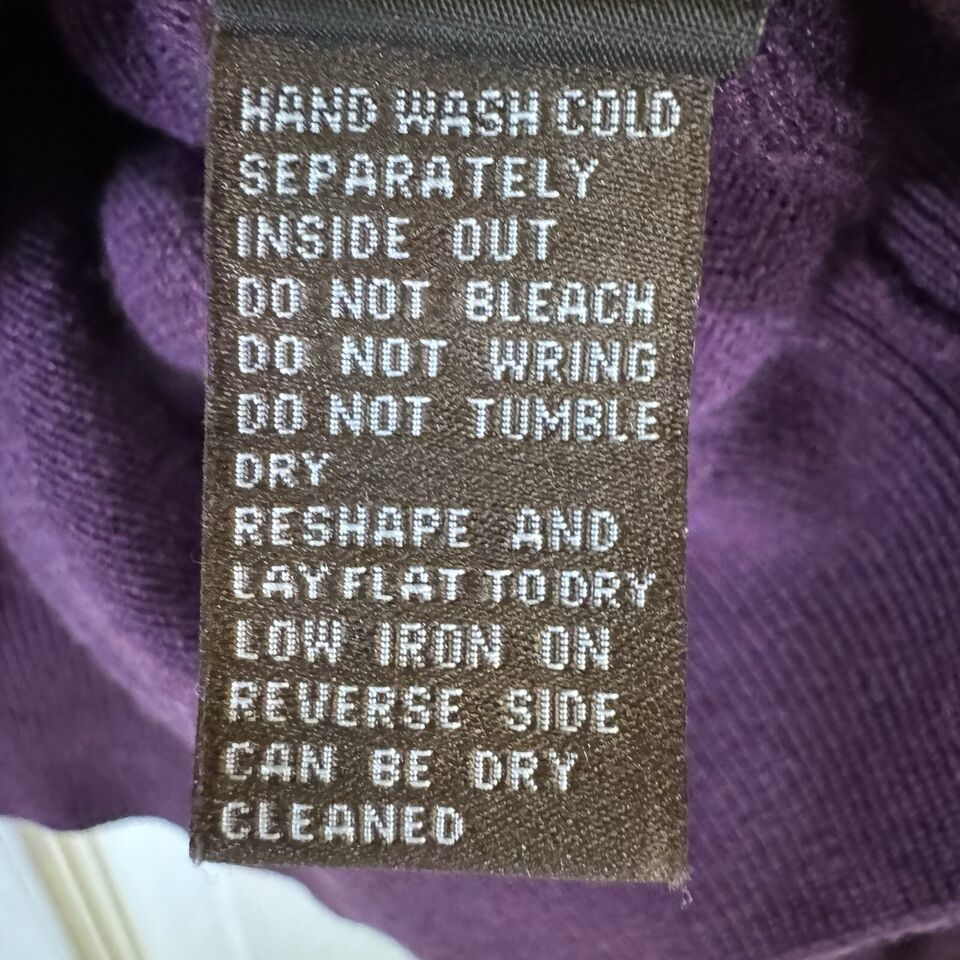 HAND WASH COLD
SEPARATELY
INSIDE OUT
DO NOT BLEACH
DO NOT WRING
DO NOT TUMBLE
DRY
RESHAPE AND
LAY FLAT TO DRY
LOW IRON ON
REVERSE SIDE
CAN BE DRY
CLEANED